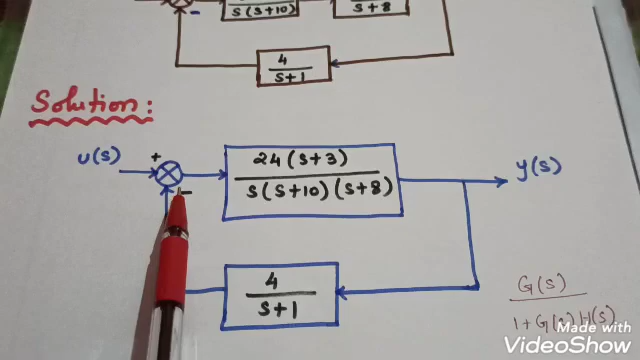 -
s(s+10)
s+8
4
s+1
Solution:
U(s)
+
24(s+3)
s(s+10)(s+8)
y(s)
-
4
s+1
G(s)
1+G(s)H(s)
Made with
VideoShow